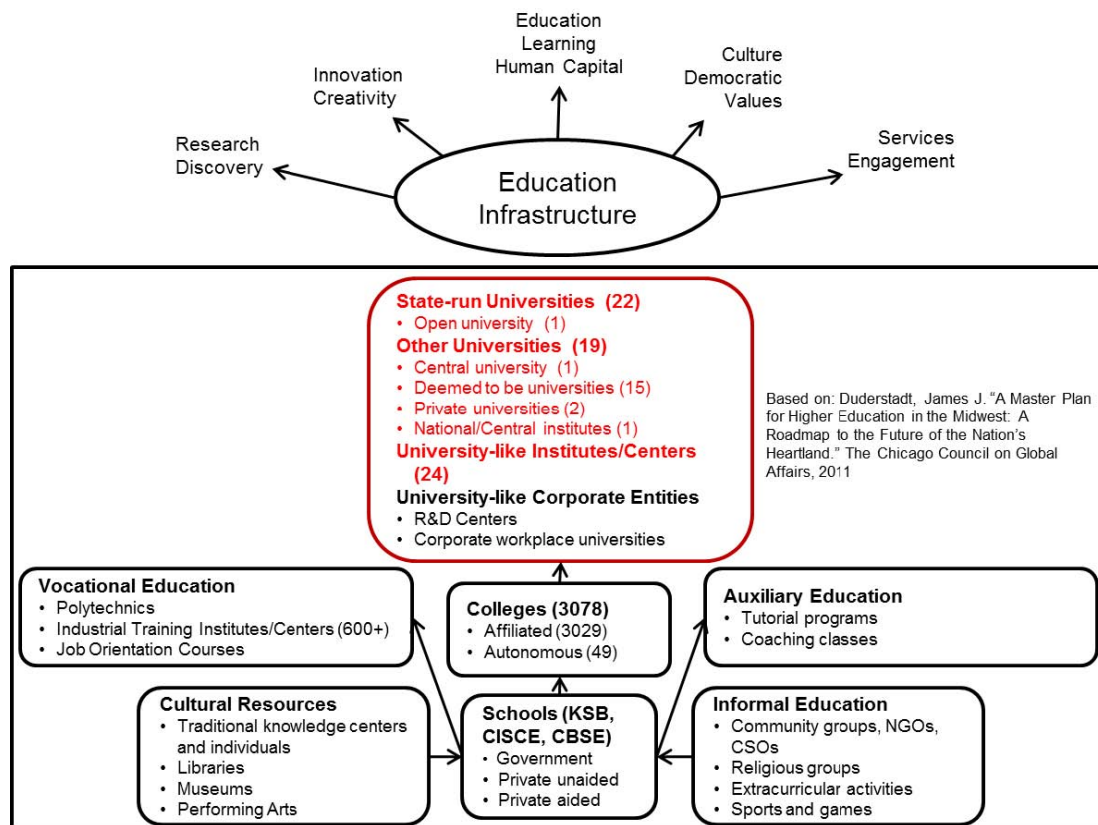 Education
Learning
Human Capital
Innovation
Creativity
Culture
Democratic
Values
Research
Discovery
Services
Engagement
Education
Infrastructure
State-run Universities (22)
• Open university (1)
Other Universities (19)
• Central university (1)
• Deemed to be universities (15)
• Private universities (2)
• National/Central institutes (1)
University-like Institutes/Centers
(24)
University-like Corporate Entities
• R&D Centers
• Corporate workplace universities
Based on: Duderstadt, James J. “A Master Plan
for Higher Education in the Midwest: A
Roadmap to the Future of the Nation’s
Heartland.” The Chicago Council on Global
Affairs, 2011
Vocational Education
• Polytechnics
• Industrial Training Institutes/Centers (600+)
• Job Orientation Courses
Colleges (3078)
• Affiliated (3029)
• Autonomous (49)
Auxiliary Education
• Tutorial programs
• Coaching classes
Cultural Resources
• Traditional knowledge centers
and individuals
• Libraries
• Museums
• Performing Arts
Schools (KSB,
CISCE, CBSE)
• Government
• Private unaided
• Private aided
Informal Education
• Community groups, NGOs,
CSOs
• Religious groups
• Extracurricular activities
• Sports and games